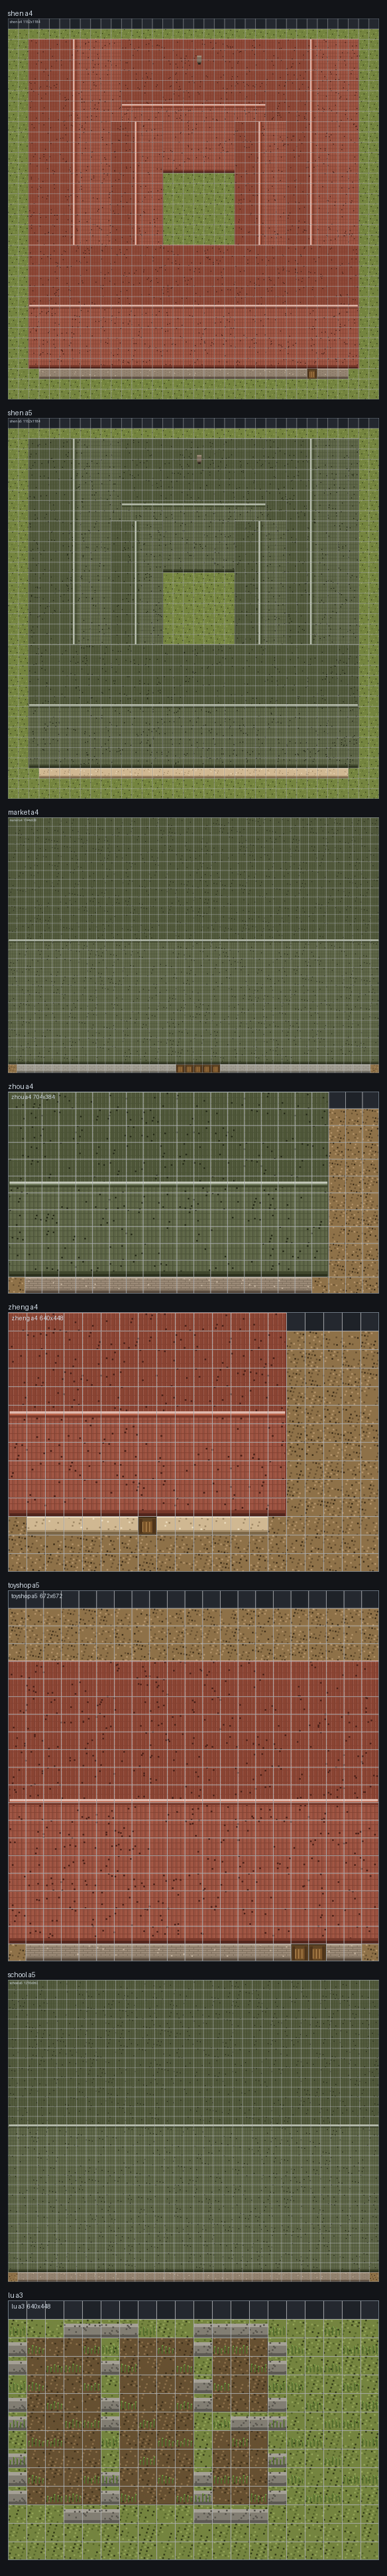 shen a4
shen a5
market a4
zhou a4
zhou a4 704x384
zheng a4
zheng a4 640x448
toyshop a5
toyshop a5 672x672
school a5
lu a3
lu a3 640x448